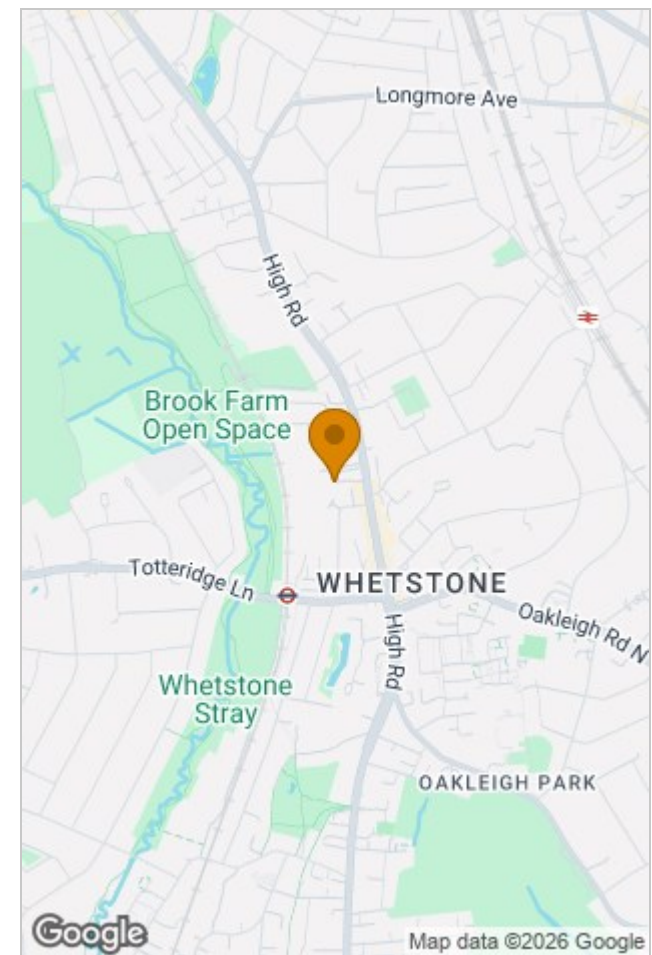 Longmore Ave
High Rd
Brook Farm
Open Space
Totteridge Ln
WHETSTONE
Oakleigh Rd N
High Rd
Whetstone
Stray
OAKLEIGH PARK
Google
Map data ©2026 Google